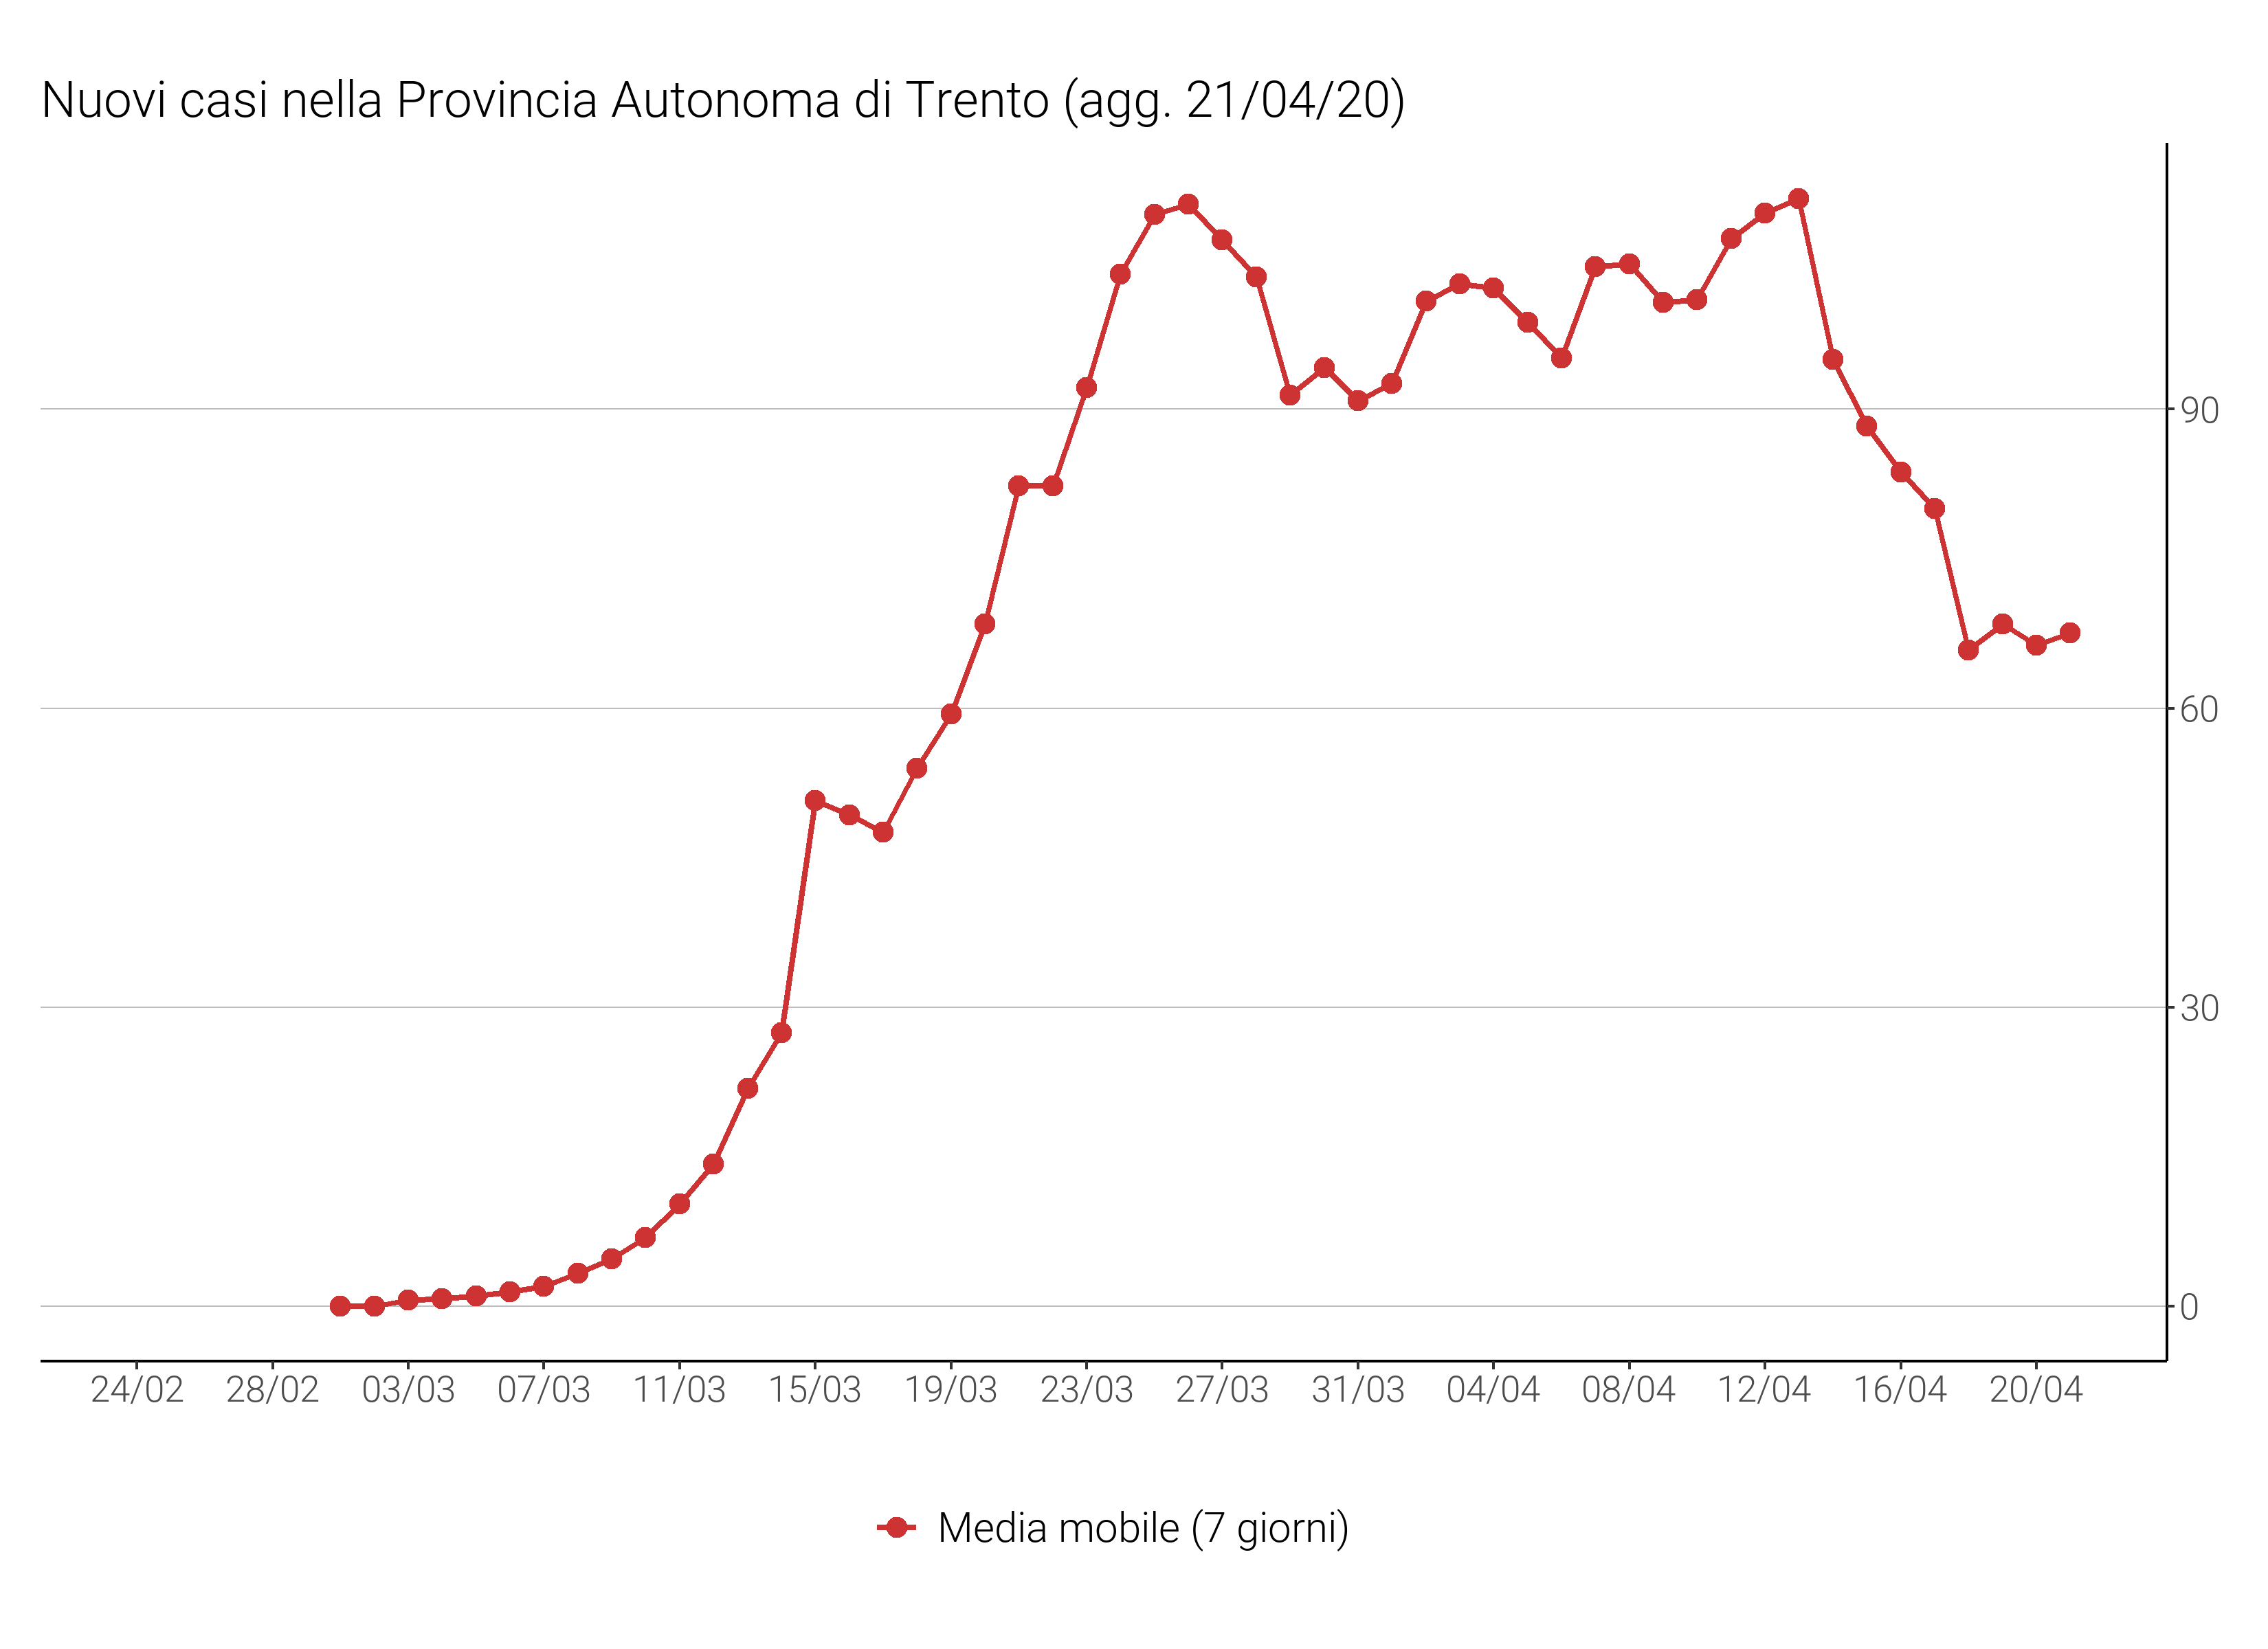 Nuovi casi nella Provincia Autonoma di Trento (agg. 21/04/20)
90
60
30
0
24/02 28/02 03/03 07/03 11/03 15/03 19/03 23/03 27/03 31/03 04/04 08/04 12/04 16/04 20/04
Media mobile (7 giorni)